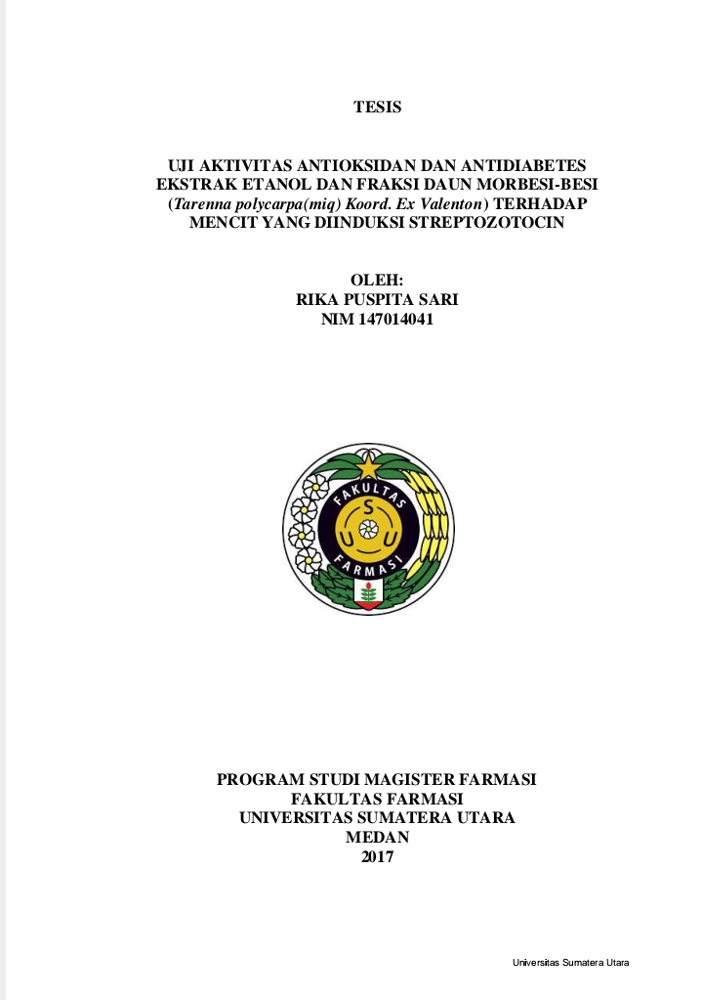 TESIS
UJI AKTIVITAS ANTIOKSIDAN DAN ANTIDIABETES
EKSTRAK ETANOL DAN FRAKSI DAUN MORBESI-BESI
(Tarenna polycarpa(miq) Koord. Ex Valenton) TERHADAP
MENCIT YANG DIINDUKSI STREPTOZOTOCIN
OLEH:
RIKA PUSPITA SARI
NIM 147014041
FAKULTAS
S
U U
FARMASI
PROGRAM STUDI MAGISTER FARMASI
FAKULTAS FARMASI
UNIVERSITAS SUMATERA UTARA
MEDAN
2017
Universitas Sumatera Utara